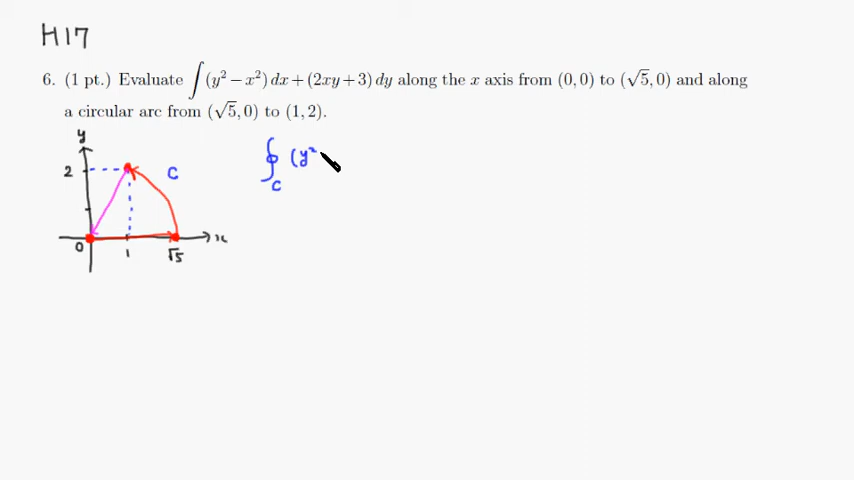 H17
6. (1 pt.) Evaluate ∫(y² − x²) dx + (2xy + 3) dy along the x axis from (0, 0) to (√5, 0) and along
a circular arc from (√5, 0) to (1, 2).
y
2
C
∮_C (y²
0
1
√5
x